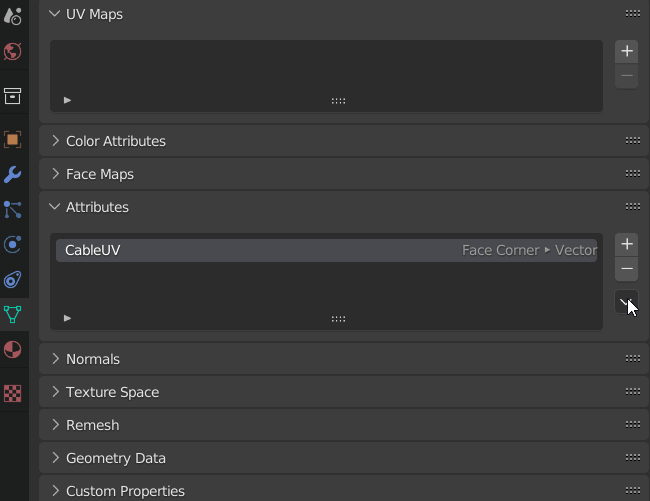 UV Maps
Color Attributes
Face Maps
Attributes
CableUV Face Corner ▸ Vector
Normals
Texture Space
Remesh
Geometry Data
Custom Properties